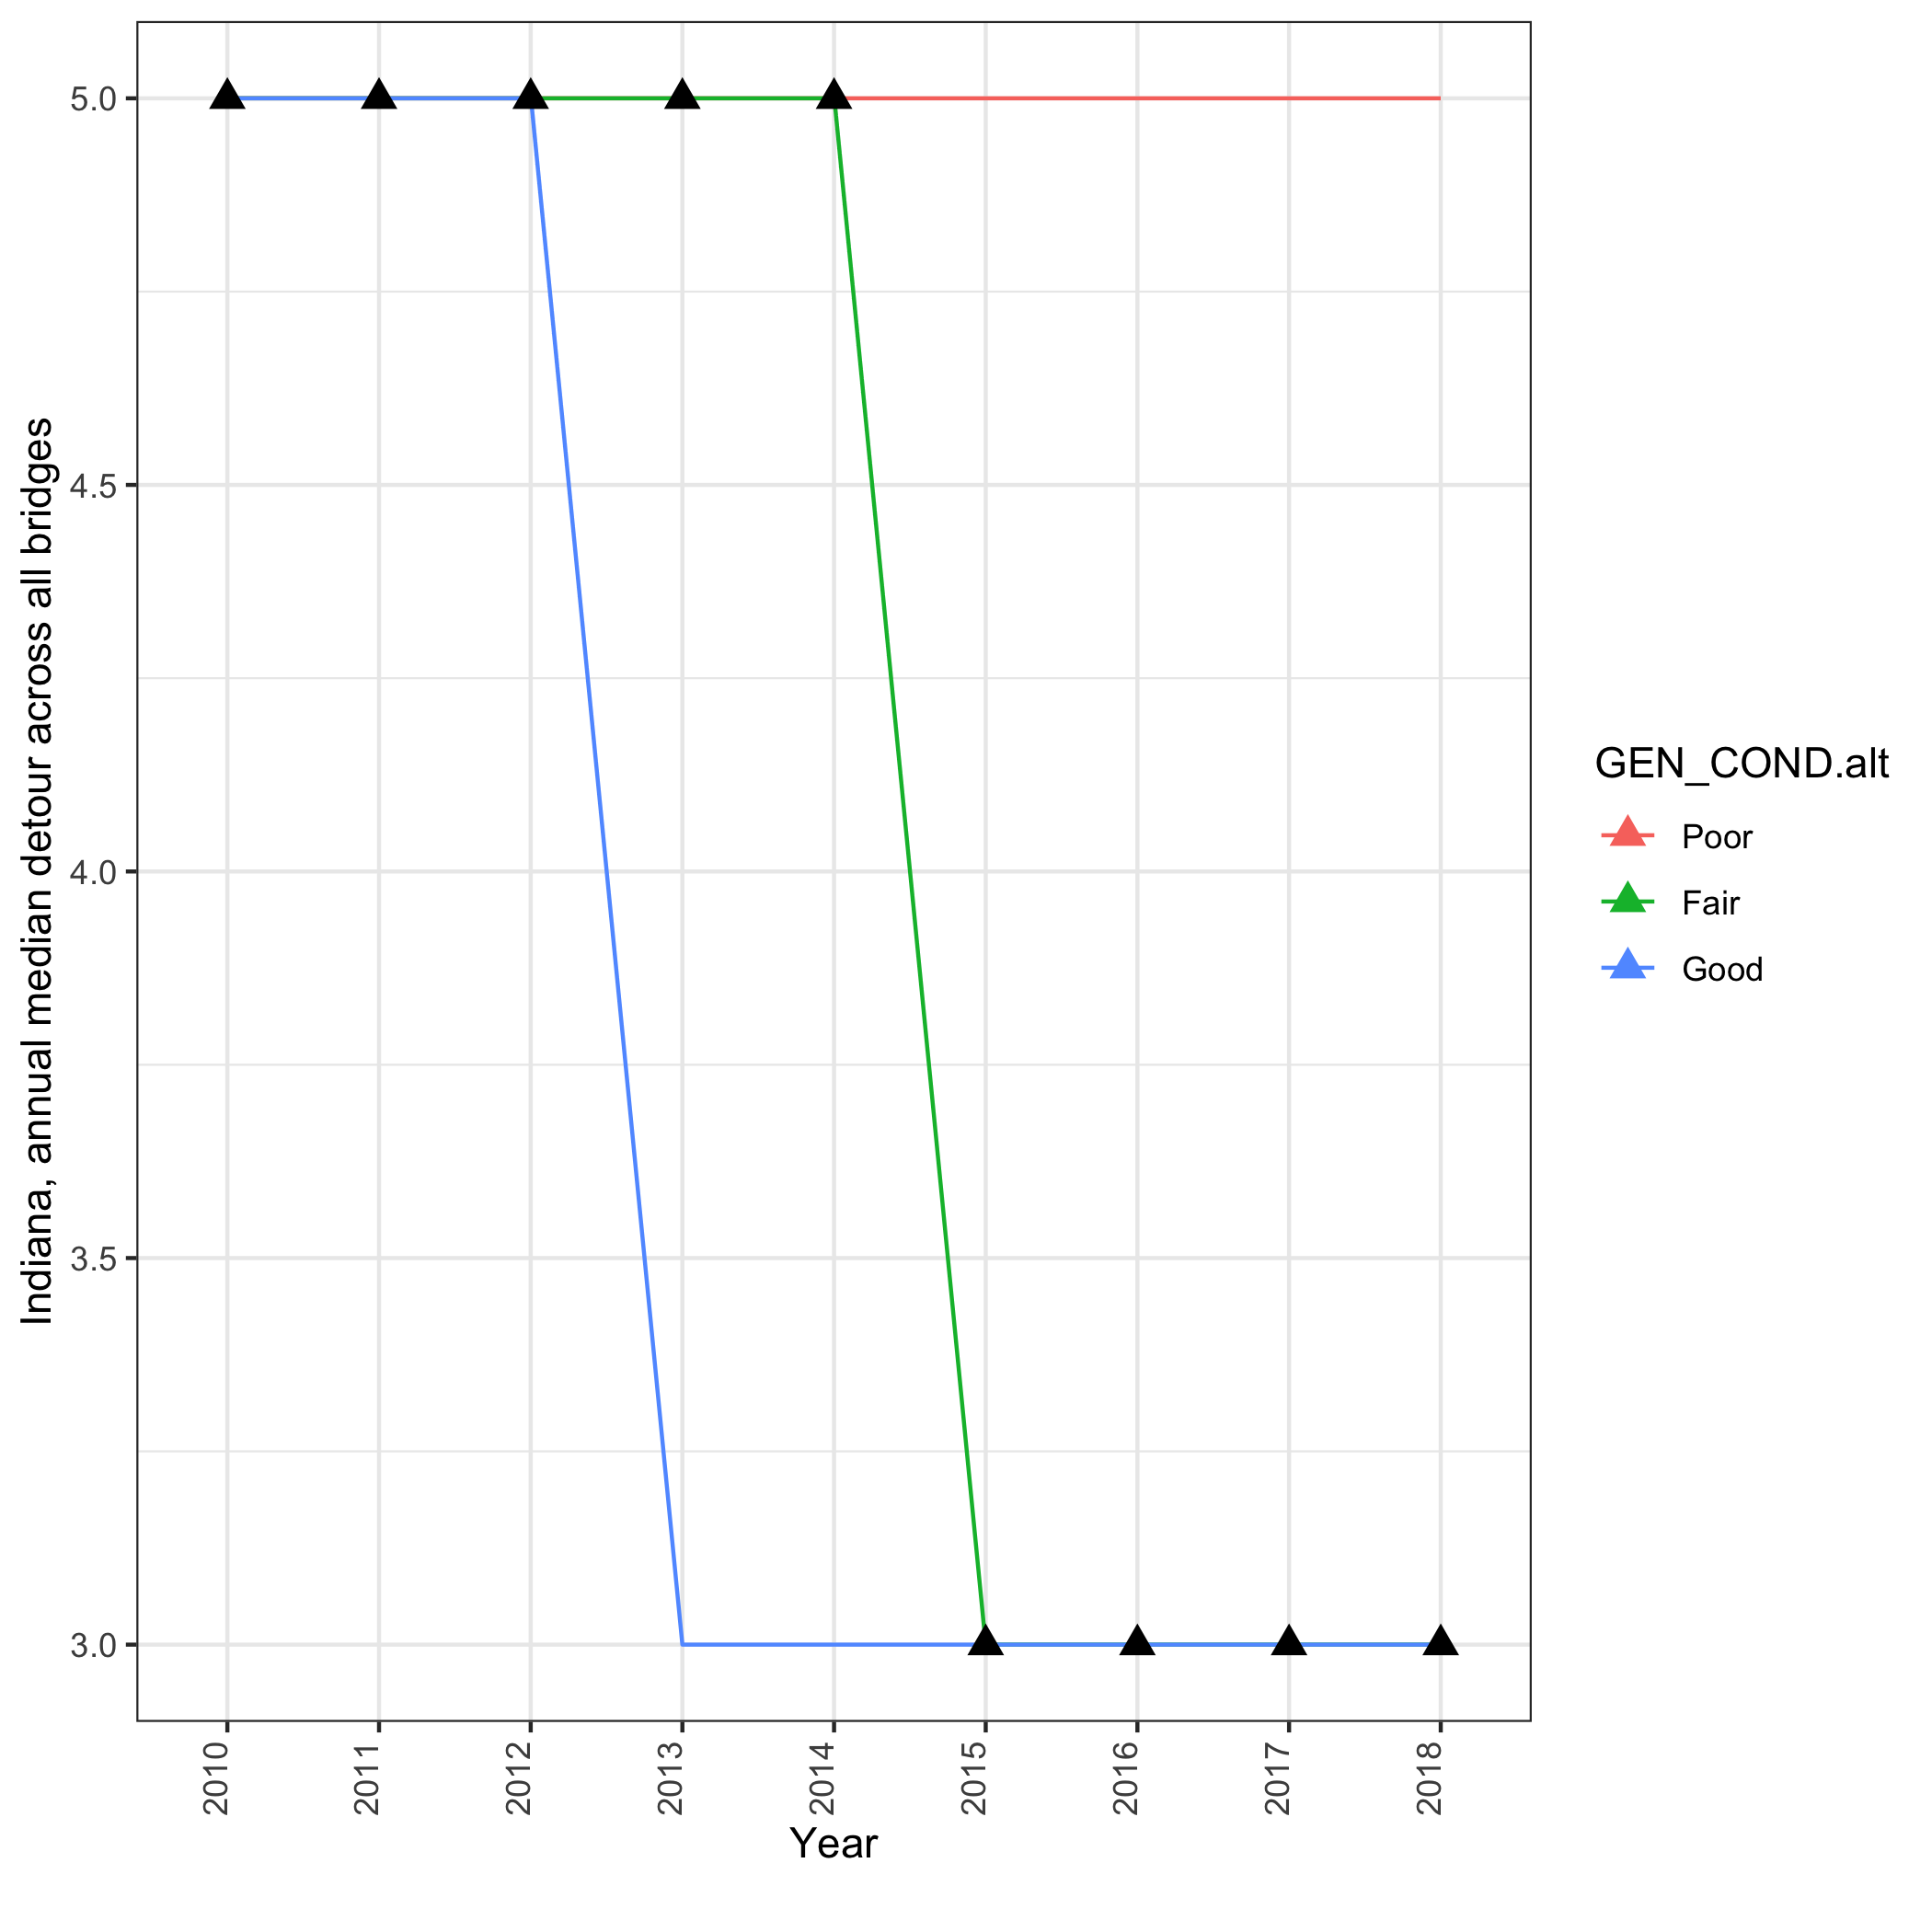 Indiana, annual median detour across all bridges
5.0
4.5
4.0
3.5
3.0
2010
2011
2012
2013
2014
2015
2016
2017
2018
Year
GEN_COND.alt
Poor
Fair
Good